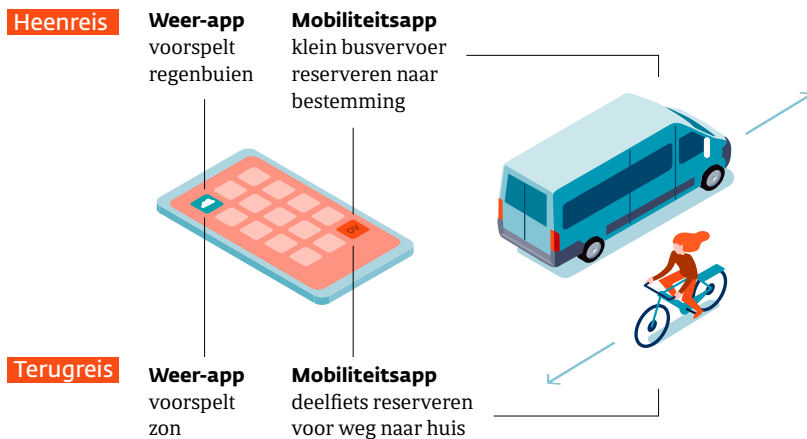 Heenreis
Weer-app
voorspelt
regenbuien
Mobiliteitsapp
klein busvervoer
reserveren naar
bestemming
OV
Terugreis
Weer-app
voorspelt
zon
Mobiliteitsapp
deelfiets reserveren
voor weg naar huis